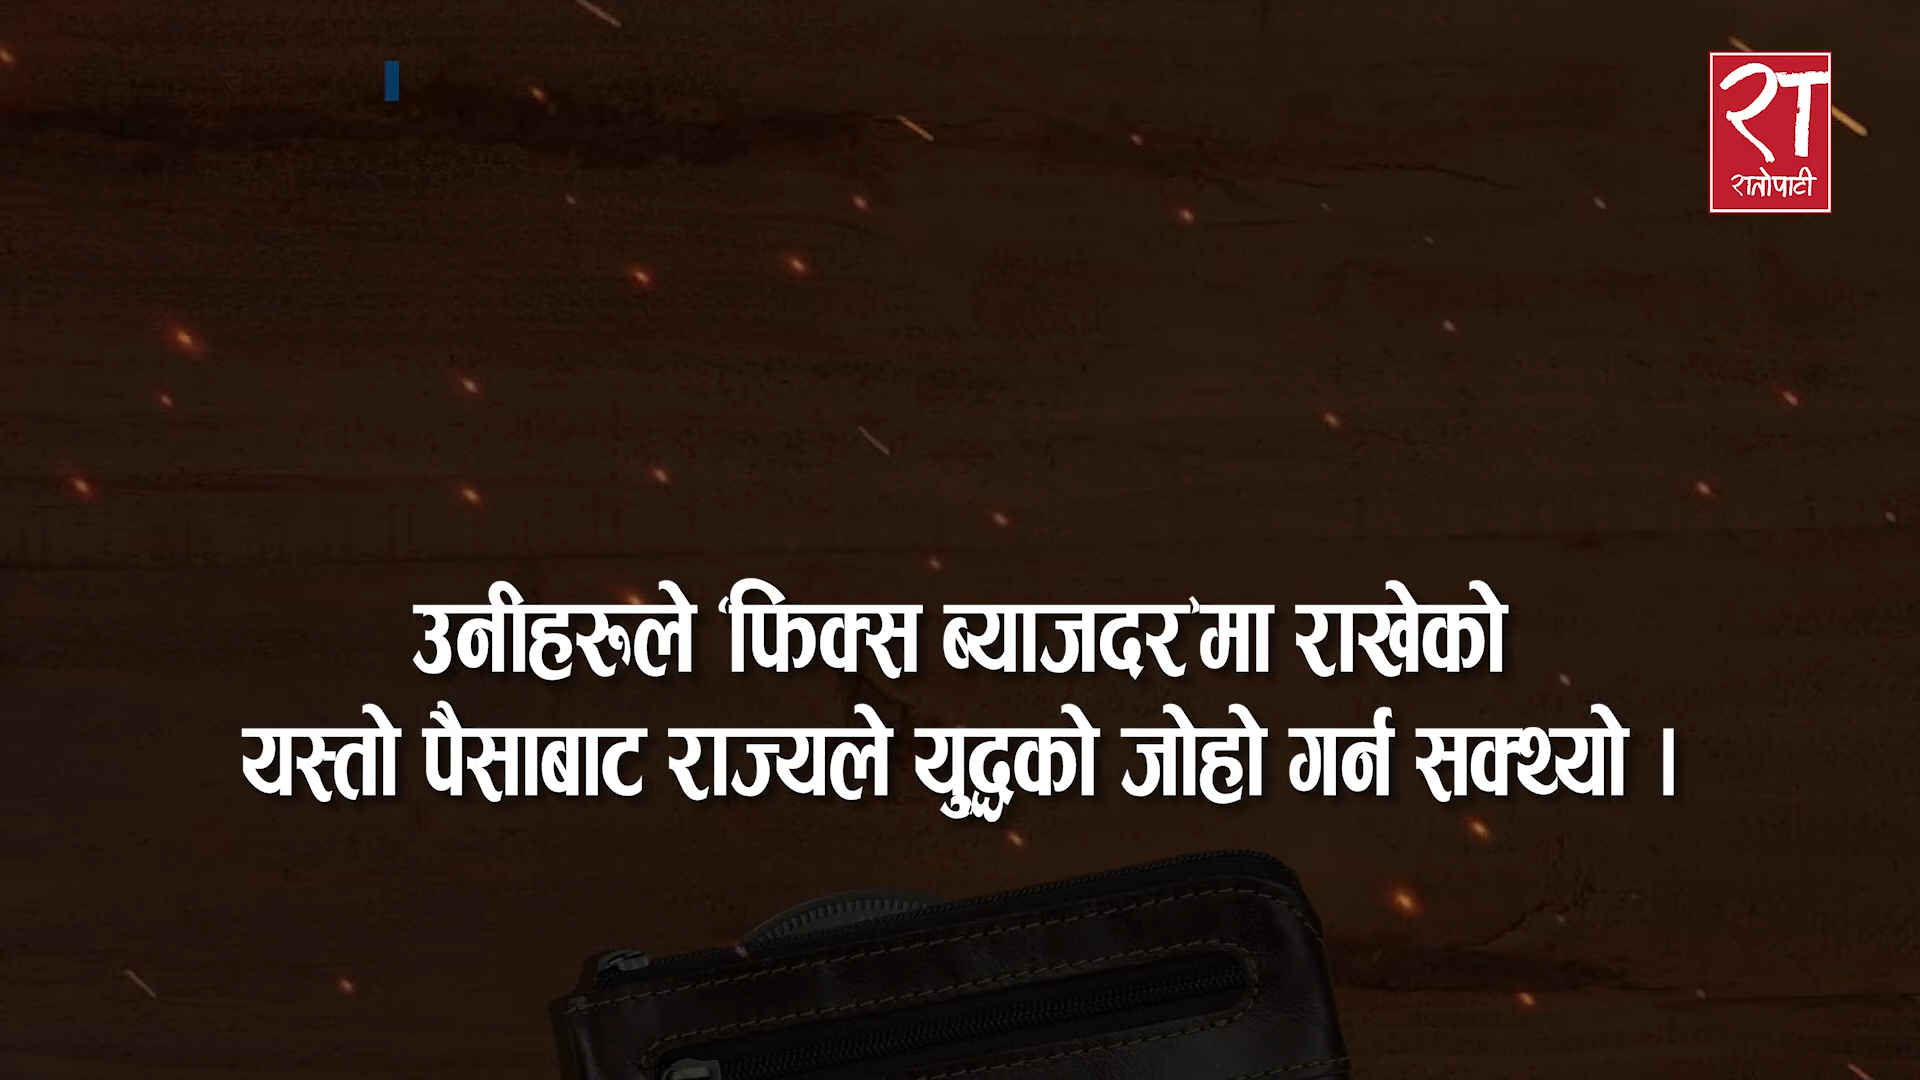 रा
रातोपाटी
उनीहरूले ‘फिक्स ब्याजदर’मा राखेको
यस्तो पैसाबाट राज्यले युद्धको जोहो गर्न सक्थ्यो ।